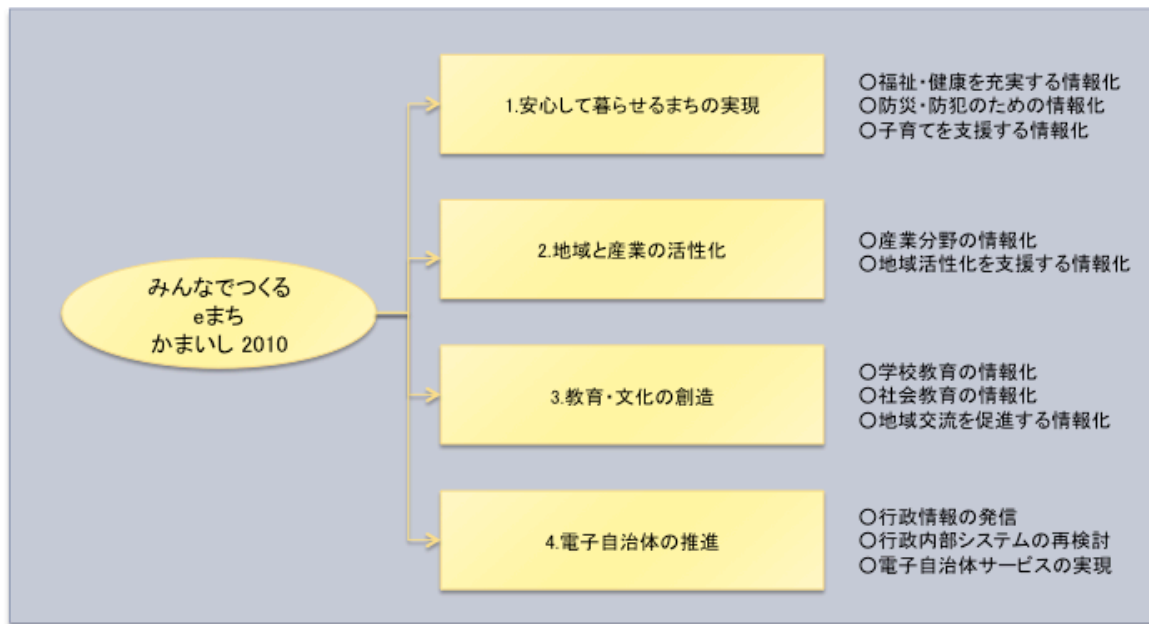 みんなでつくる
eまち
かまいし 2010
1.安心して暮らせるまちの実現
○福祉・健康を充実する情報化
○防災・防犯のための情報化
○子育てを支援する情報化
2.地域と産業の活性化
○産業分野の情報化
○地域活性化を支援する情報化
3.教育・文化の創造
○学校教育の情報化
○社会教育の情報化
○地域交流を促進する情報化
4.電子自治体の推進
○行政情報の発信
○行政内部システムの再検討
○電子自治体サービスの実現